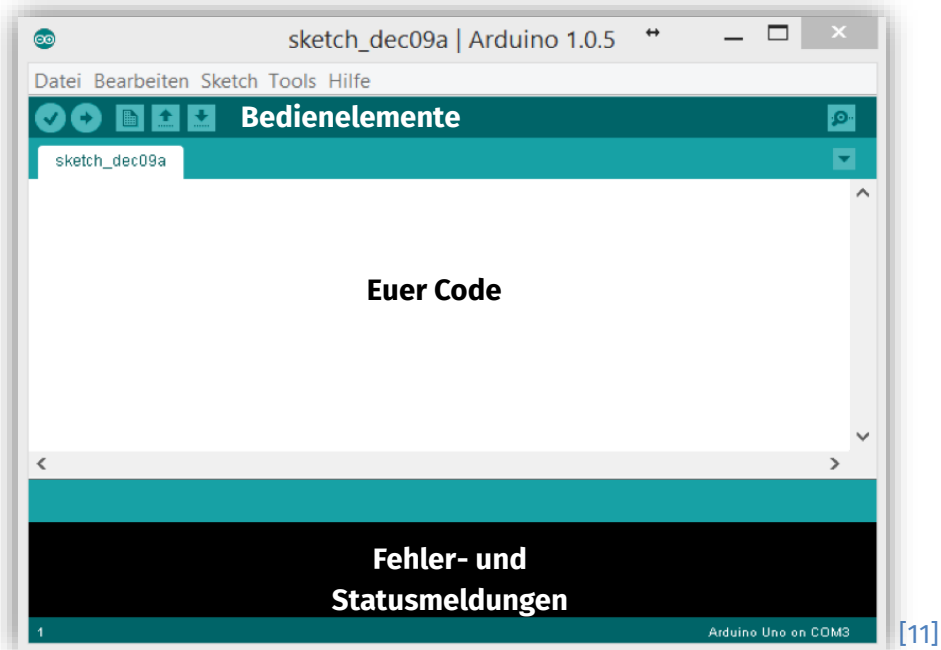 sketch_dec09a | Arduino 1.0.5
Datei Bearbeiten Sketch Tools Hilfe
Bedienelemente
sketch_dec09a
Euer Code
Fehler- und
Statusmeldungen
1
Arduino Uno on COM3
[11]